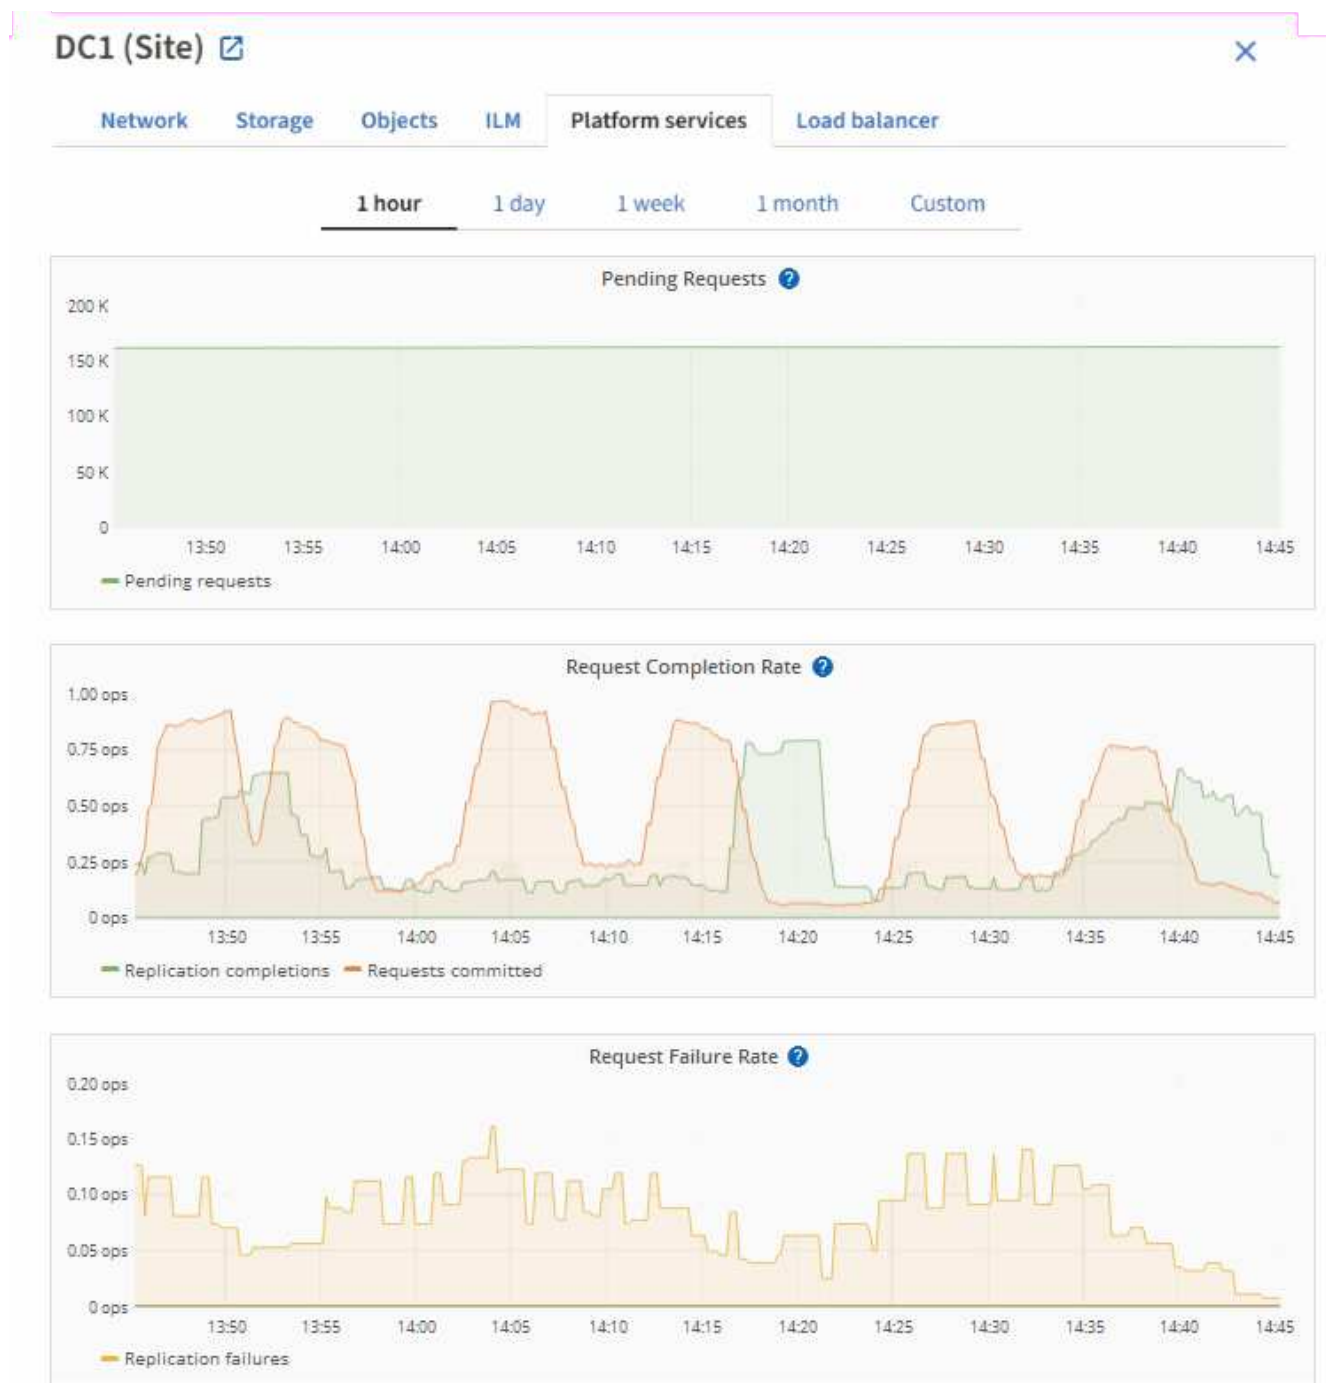 DC1 (Site)
Network Storage Objects ILM Platform services Load balancer
1 hour 1 day 1 week 1 month Custom
Pending Requests ?
200 K
150 K
100 K
50 K
0
13:50 13:55 14:00 14:05 14:10 14:15 14:20 14:25 14:30 14:35 14:40 14:45
Pending requests
Request Completion Rate ?
1.00 ops
0.75 ops
0.50 ops
0.25 ops
0 ops
13:50 13:55 14:00 14:05 14:10 14:15 14:20 14:25 14:30 14:35 14:40 14:45
Replication completions Requests committed
Request Failure Rate ?
0.20 ops
0.15 ops
0.10 ops
0.05 ops
0 ops
13:50 13:55 14:00 14:05 14:10 14:15 14:20 14:25 14:30 14:35 14:40 14:45
Replication failures